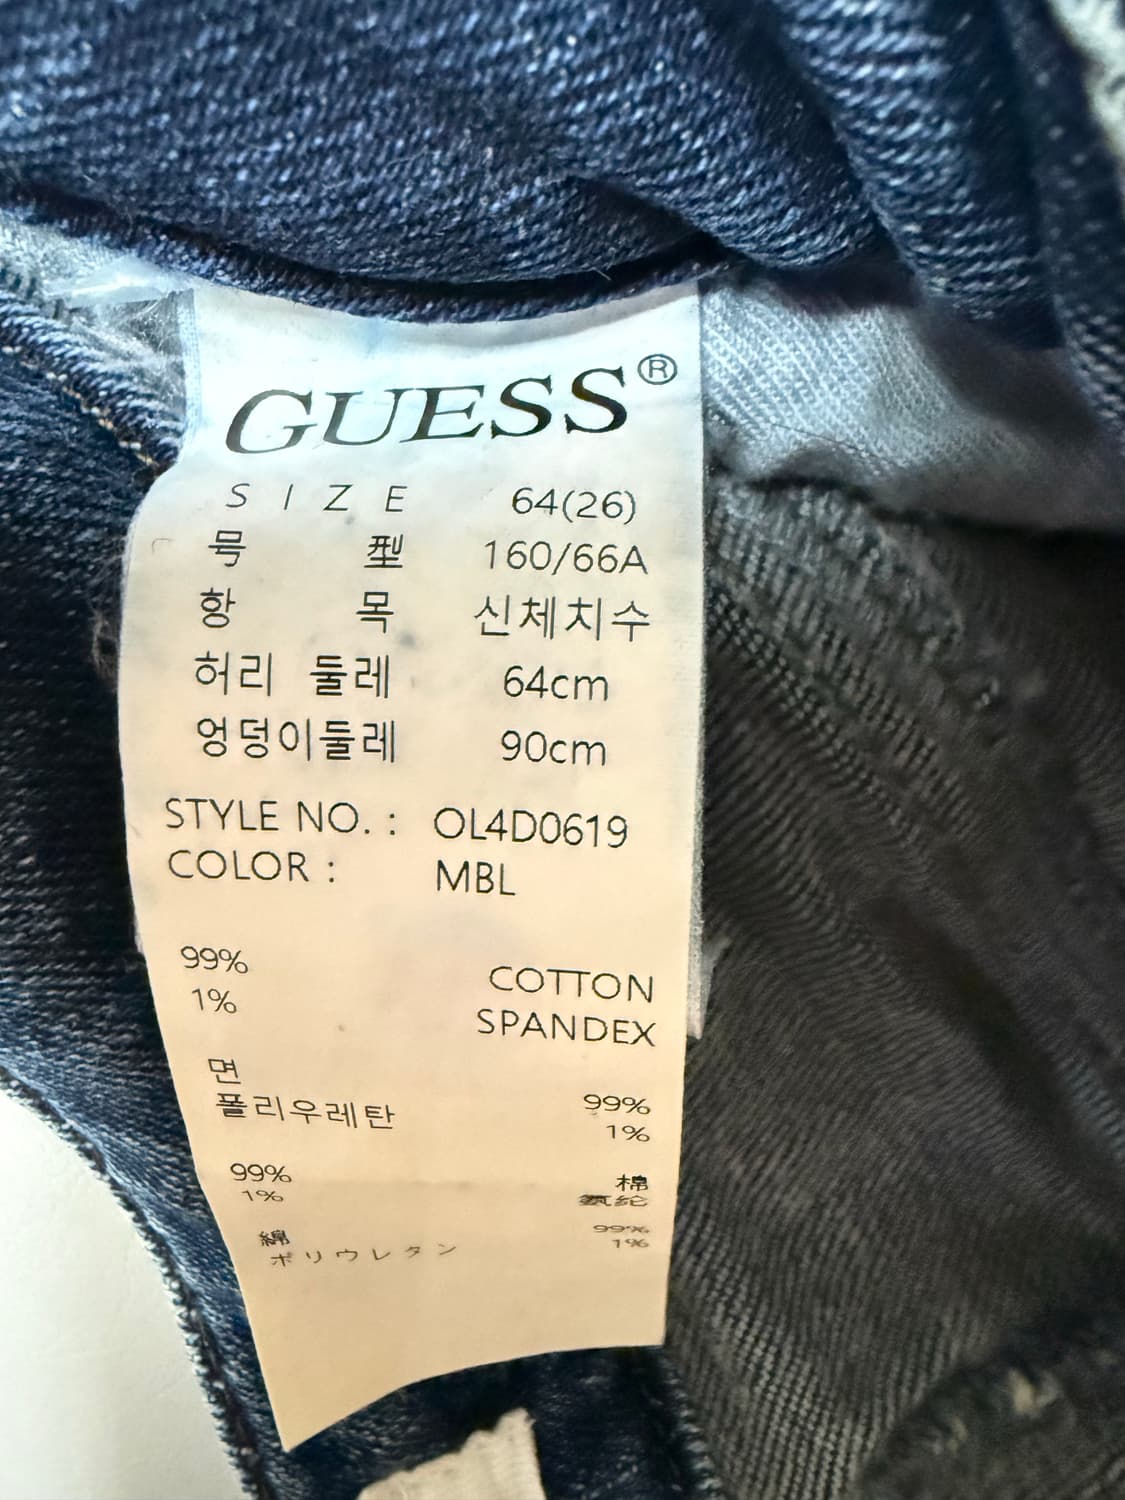 GUESS®
SIZE 64(26)
号 型 160/66A
항 목 신체치수
허리 둘레 64cm
엉덩이둘레 90cm
STYLE NO. : OL4D0619
COLOR : MBL
99% COTTON
1% SPANDEX
면 99%
폴리우레탄 1%
99% 棉
1% 氨纶
綿 99%
ポリウレタン 1%